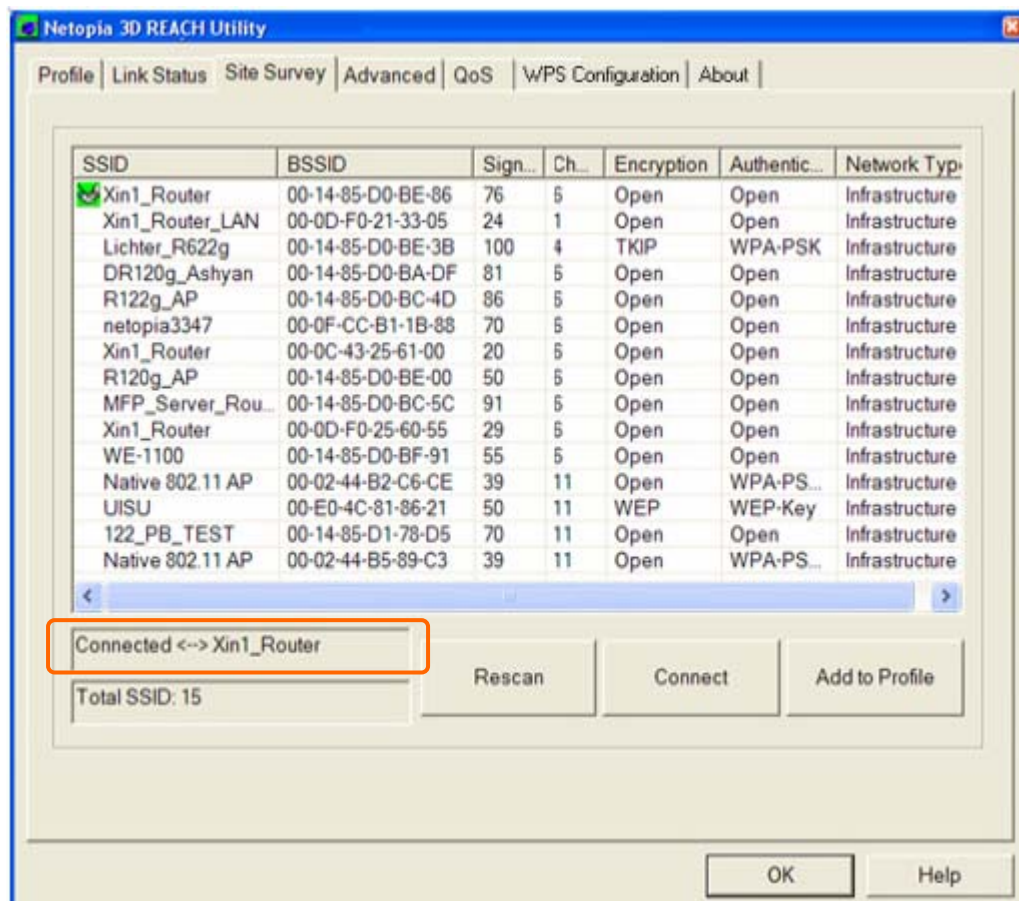 Netopia 3D REACH Utility
Profile Link Status Site Survey Advanced QoS WPS Configuration About
SSID BSSID Sign... Ch... Encryption Authentic... Network Typ
Xin1_Router 00-14-85-D0-BE-86 76 6 Open Open Infrastructure
Xin1_Router_LAN 00-0D-F0-21-33-05 24 1 Open Open Infrastructure
Lichter_R622g 00-14-85-D0-BE-3B 100 4 TKIP WPA-PSK Infrastructure
DR120g_Ashyan 00-14-85-D0-BA-DF 81 6 Open Open Infrastructure
R122g_AP 00-14-85-D0-BC-4D 86 6 Open Open Infrastructure
netopia3347 00-0F-CC-B1-1B-88 70 6 Open Open Infrastructure
Xin1_Router 00-0C-43-25-61-00 20 6 Open Open Infrastructure
R120g_AP 00-14-85-D0-BE-00 50 6 Open Open Infrastructure
MFP_Server_Rou... 00-14-85-D0-BC-5C 91 6 Open Open Infrastructure
Xin1_Router 00-0D-F0-25-60-55 29 6 Open Open Infrastructure
WE-1100 00-14-85-D0-BF-91 55 6 Open Open Infrastructure
Native 802.11 AP 00-02-44-B2-C6-CE 39 11 Open WPA-PS... Infrastructure
UISU 00-E0-4C-81-86-21 50 11 WEP WEP-Key Infrastructure
122_PB_TEST 00-14-85-D1-78-D5 70 11 Open Open Infrastructure
Native 802.11 AP 00-02-44-B5-89-C3 39 11 Open WPA-PS... Infrastructure
Connected <--> Xin1_Router
Total SSID: 15
Rescan Connect Add to Profile
OK Help